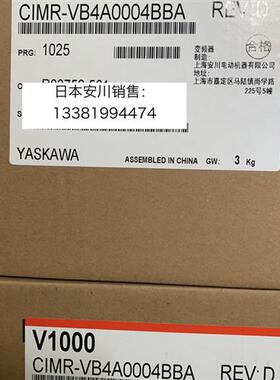 CIMR-VB4A0004BBA REV:D
PRG: 1025
变频器
制造:
上海安川电动机器有限公司
上海市嘉定区马陆镇尚学路
225号5幢
合格
日本安川销售:
13381994474
YASKAWA
ASSEMBLED IN CHINA GW: 3 Kg
V1000
CIMR-VB4A0004BBA REV: D